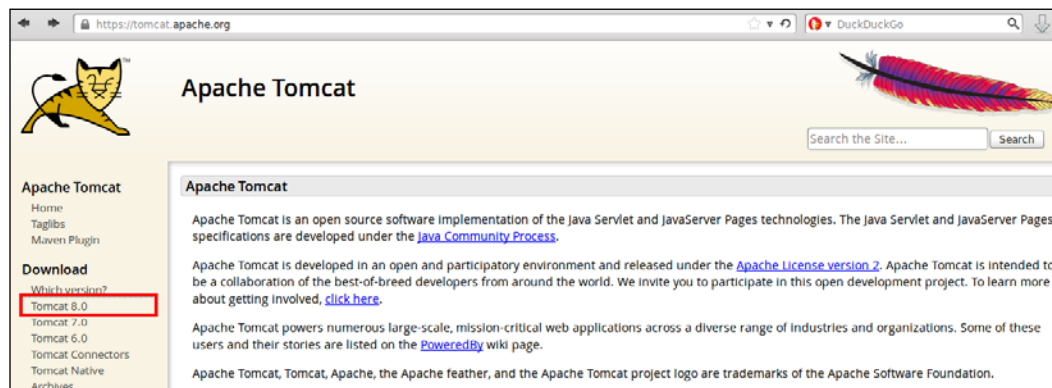 https://tomcat.apache.org
DuckDuckGo
TM
Apache Tomcat
Search the Site...
Search
Apache Tomcat
Home
Taglibs
Maven Plugin
Download
Which version?
Tomcat 8.0
Tomcat 7.0
Tomcat 6.0
Tomcat Connectors
Tomcat Native
Archives
Apache Tomcat
Apache Tomcat is an open source software implementation of the Java Servlet and JavaServer Pages technologies. The Java Servlet and JavaServer Pages
specifications are developed under the Java Community Process.
Apache Tomcat is developed in an open and participatory environment and released under the Apache License version 2. Apache Tomcat is intended to
be a collaboration of the best-of-breed developers from around the world. We invite you to participate in this open development project. To learn more
about getting involved, click here.
Apache Tomcat powers numerous large-scale, mission-critical web applications across a diverse range of industries and organizations. Some of these
users and their stories are listed on the PoweredBy wiki page.
Apache Tomcat, Tomcat, Apache, the Apache feather, and the Apache Tomcat project logo are trademarks of the Apache Software Foundation.